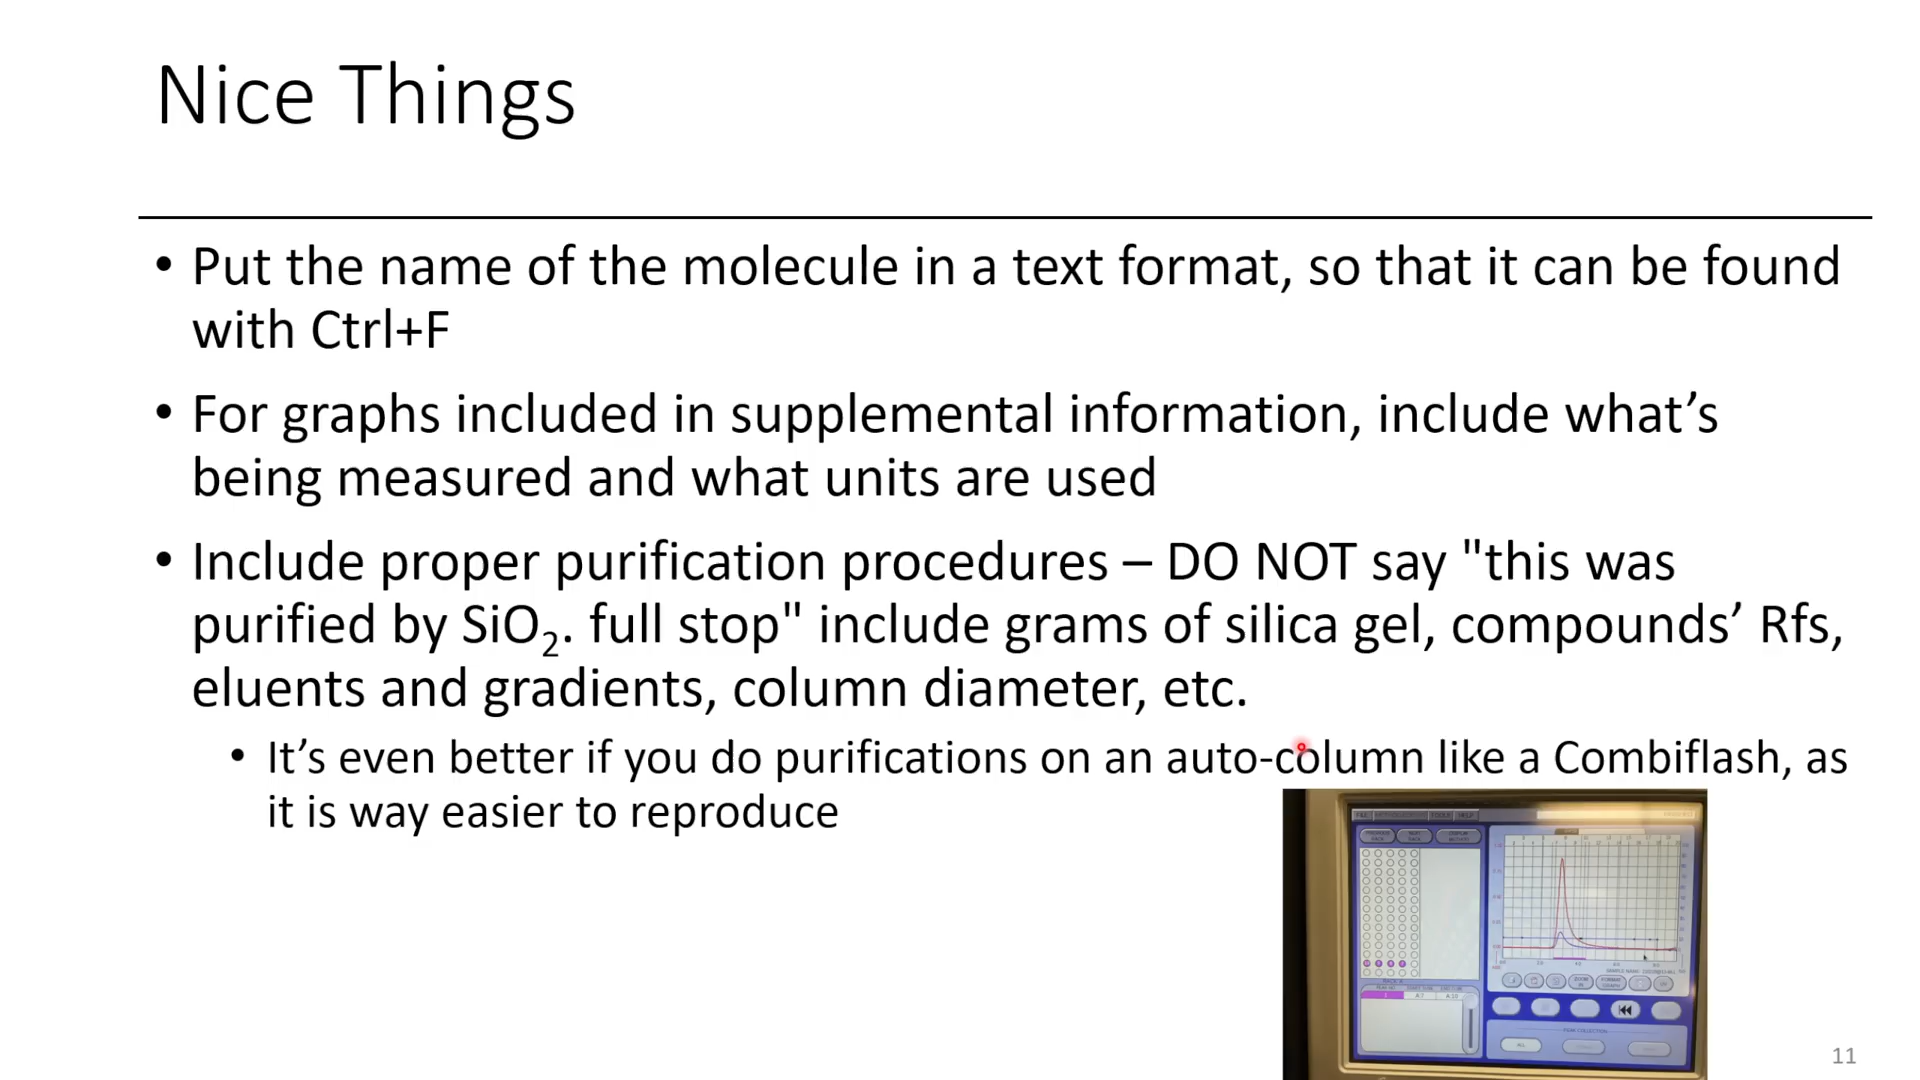 Nice Things
• Put the name of the molecule in a text format, so that it can be found
with Ctrl+F
• For graphs included in supplemental information, include what’s
being measured and what units are used
• Include proper purification procedures – DO NOT say "this was
purified by SiO₂. full stop" include grams of silica gel, compounds’ Rfs,
eluents and gradients, column diameter, etc.
• It’s even better if you do purifications on an auto-column like a Combiflash, as
it is way easier to reproduce
TOOLS HELP
11